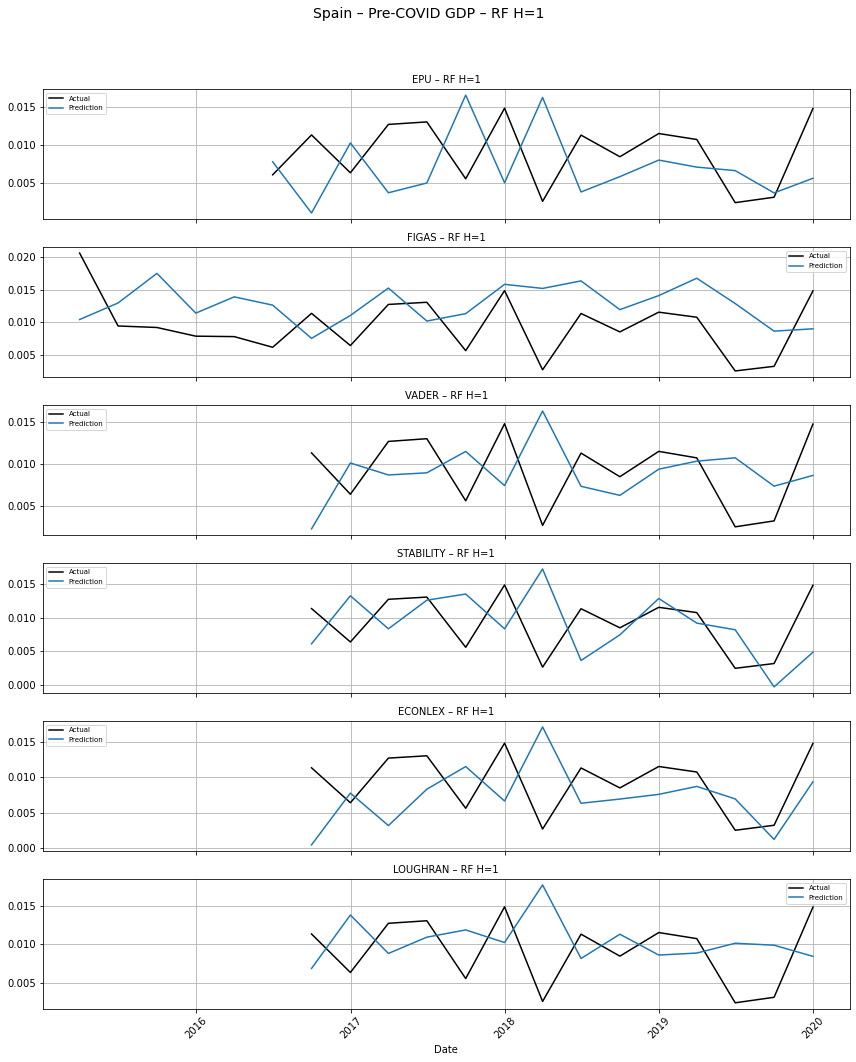 Spain – Pre-COVID GDP – RF H=1
EPU – RF H=1
Actual
Prediction
0.015
0.010
0.005
FIGAS – RF H=1
Actual
Prediction
0.020
0.015
0.010
0.005
VADER – RF H=1
Actual
Prediction
0.015
0.010
0.005
STABILITY – RF H=1
Actual
Prediction
0.015
0.010
0.005
0.000
ECONLEX – RF H=1
Actual
Prediction
0.015
0.010
0.005
0.000
LOUGHRAN – RF H=1
Actual
Prediction
0.015
0.010
0.005
2016 2017 2018 2019 2020
Date